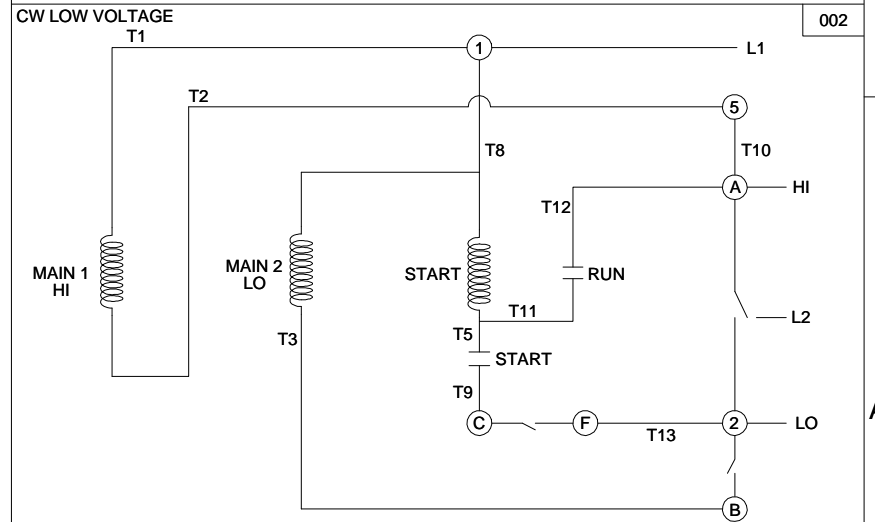 CW LOW VOLTAGE
002
T1
1
L1
T2
5
T8
T10
A
HI
T12
MAIN 1
HI
MAIN 2
LO
START
RUN
T11
L2
T3
T5
START
T9
C
F
T13
2
LO
B